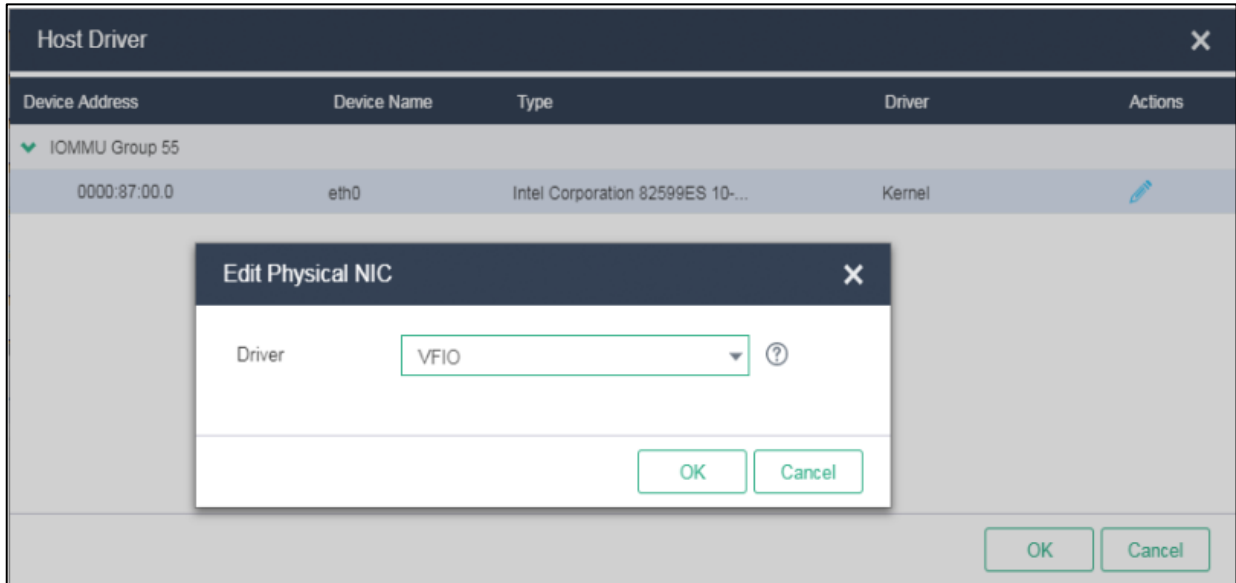 Host Driver
Device Address Device Name Type Driver Actions
IOMMU Group 55
0000:87:00.0 eth0 Intel Corporation 82599ES 10-... Kernel
Edit Physical NIC
Driver VFIO
OK Cancel
OK Cancel